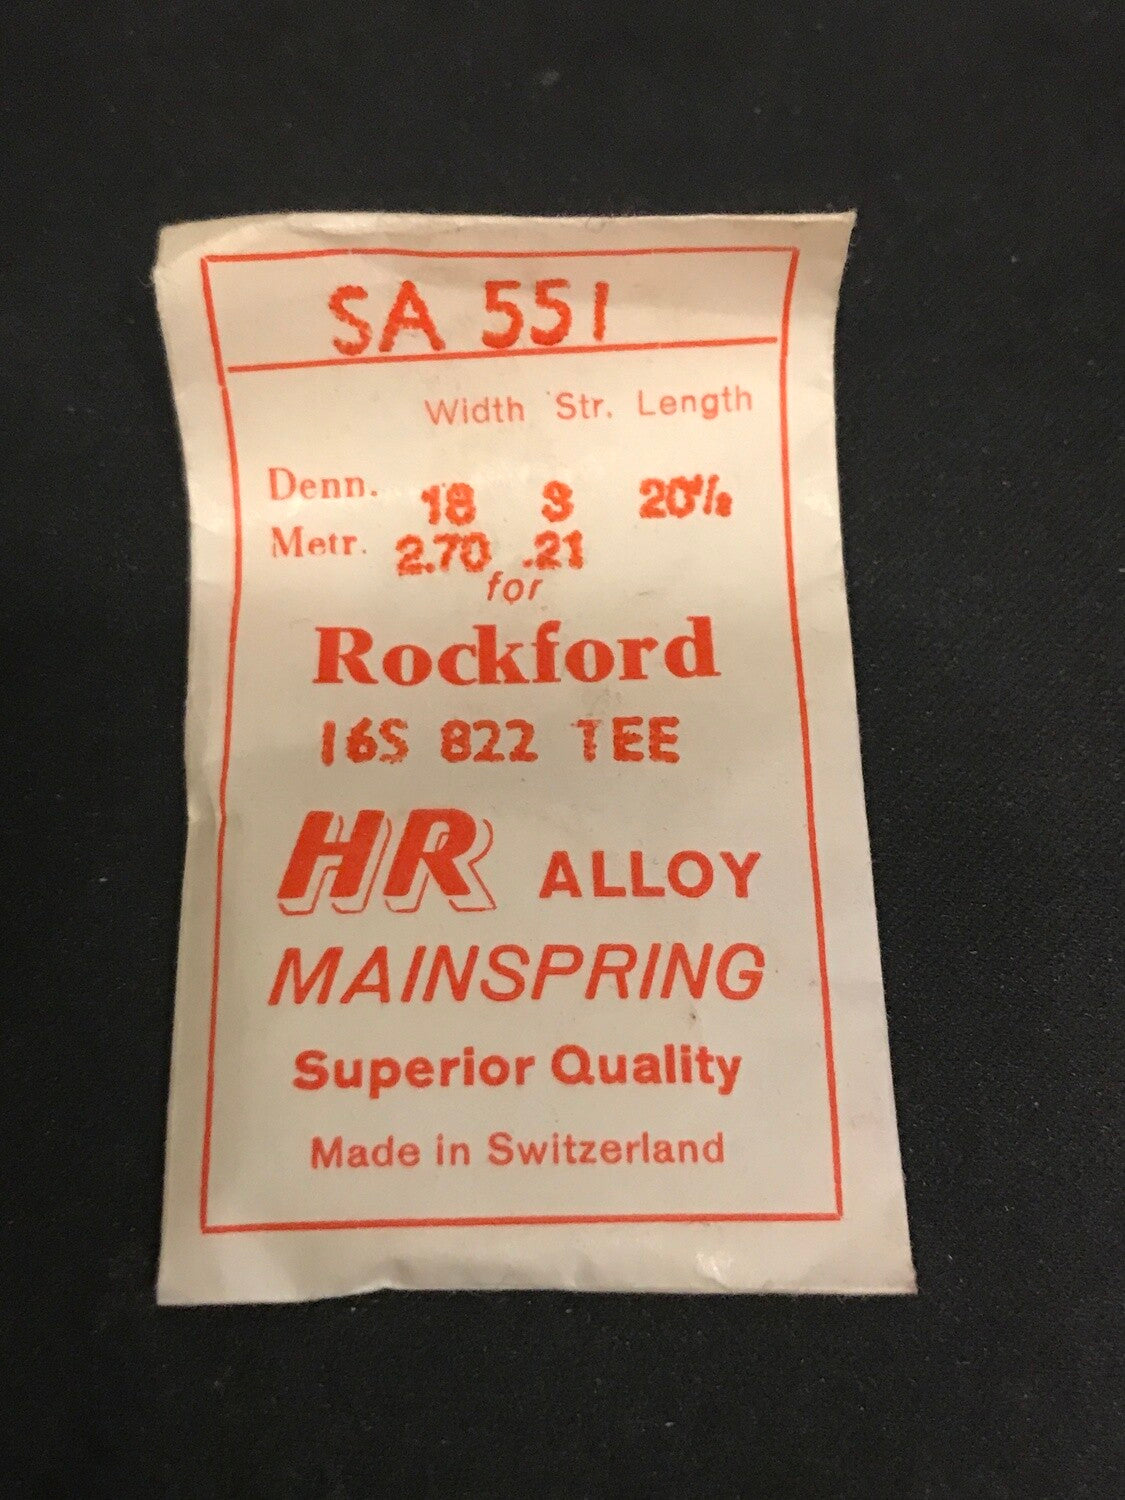 SA 551
Width Str. Length
Denn. 18 3 20½
Metr. 2.70 .21
for
Rockford
16S 822 TEE
HR ALLOY
MAINSPRING
Superior Quality
Made in Switzerland